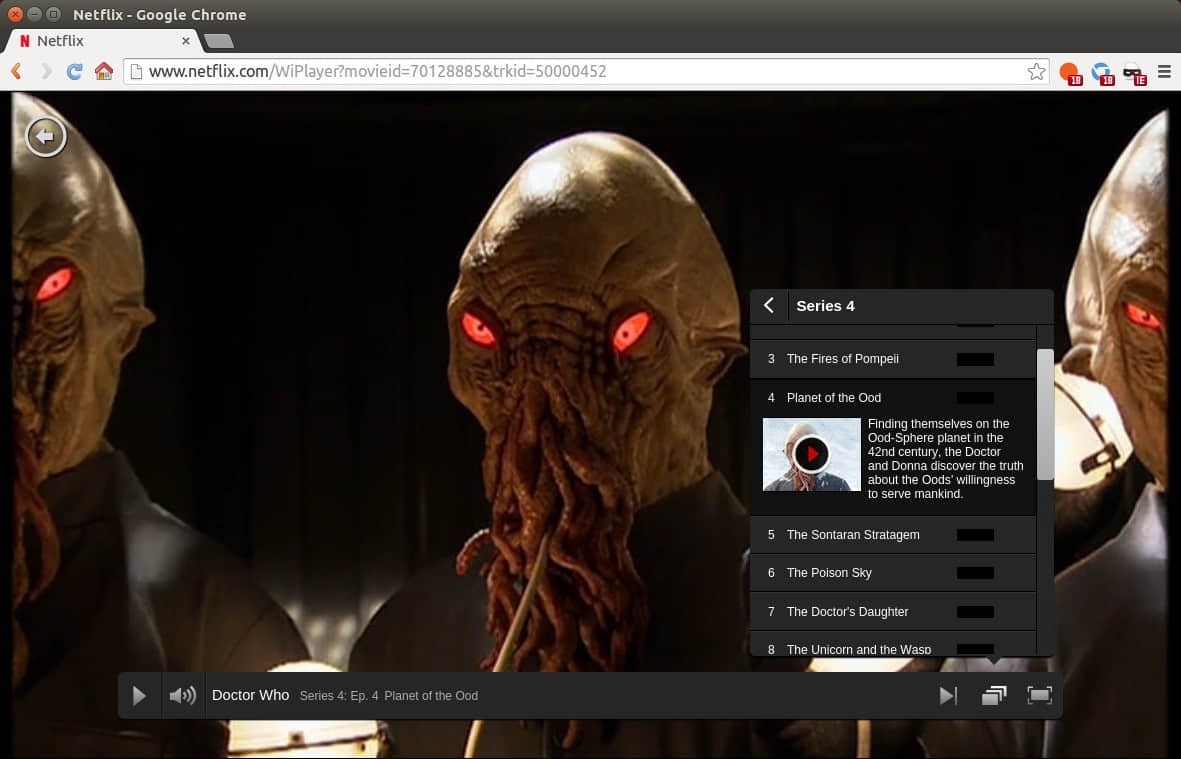 Netflix - Google Chrome
N Netflix
www.netflix.com/WiPlayer?movieid=70128885&trkid=50000452
18
18
IE
Series 4
3 The Fires of Pompeii
4 Planet of the Ood
Finding themselves on the
Ood-Sphere planet in the
42nd century, the Doctor
and Donna discover the truth
about the Oods' willingness
to serve mankind.
5 The Sontaran Stratagem
6 The Poison Sky
7 The Doctor's Daughter
8 The Unicorn and the Wasp
Doctor Who Series 4: Ep. 4 Planet of the Ood